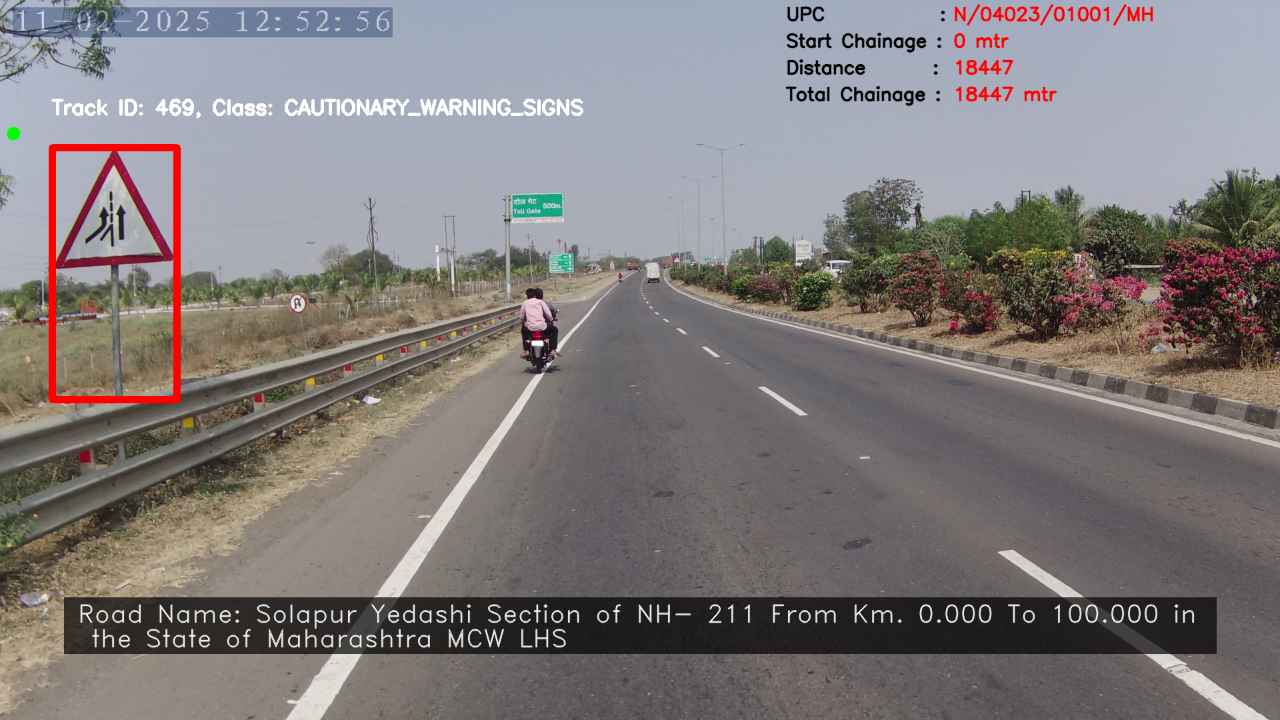 11-02-2025 12:52:56
UPC : N/04023/01001/MH
Start Chainage : 0 mtr
Distance : 18447
Total Chainage : 18447 mtr
Track ID: 469, Class: CAUTIONARY_WARNING_SIGNS
टोल गेट 500m.
Toll Gate
Road Name: Solapur Yedashi Section of NH- 211 From Km. 0.000 To 100.000 in
the State of Maharashtra MCW LHS